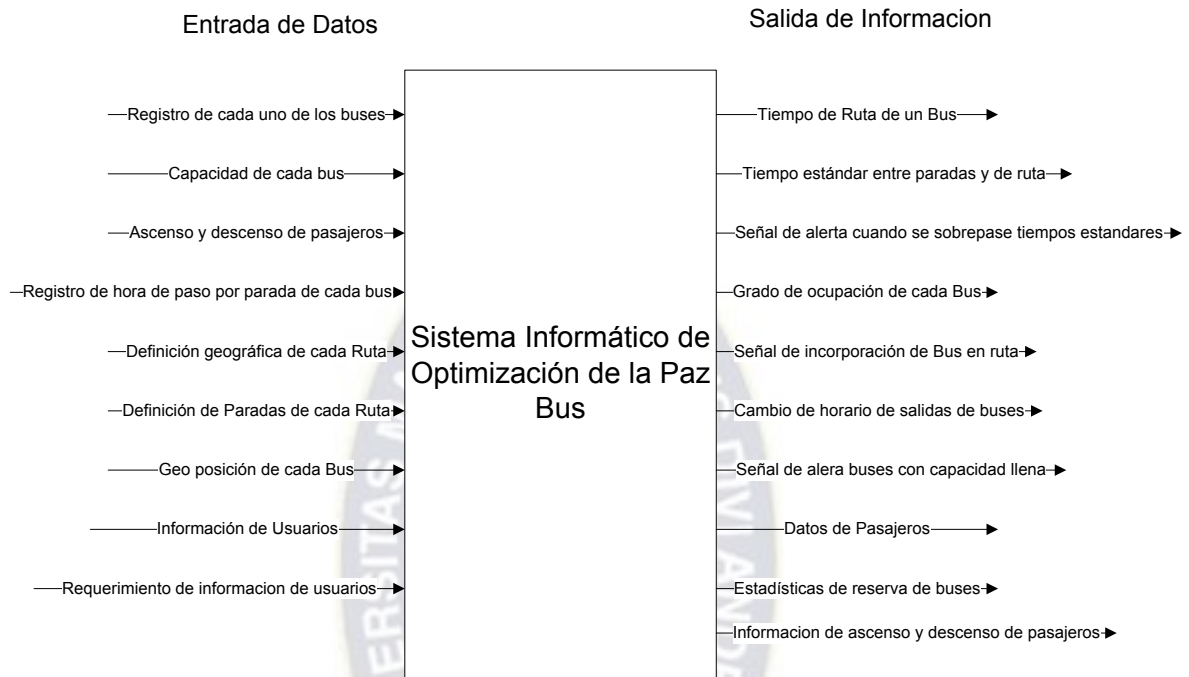 Entrada de Datos
Salida de Informacion
Registro de cada uno de los buses
Capacidad de cada bus
Ascenso y descenso de pasajeros
Registro de hora de paso por parada de cada bus
Definición geográfica de cada Ruta
Definición de Paradas de cada Ruta
Geo posición de cada Bus
Información de Usuarios
Requerimiento de informacion de usuarios
Sistema Informático de
Optimización de la Paz
Bus
Tiempo de Ruta de un Bus
Tiempo estándar entre paradas y de ruta
Señal de alerta cuando se sobrepase tiempos estandares
Grado de ocupación de cada Bus
Señal de incorporación de Bus en ruta
Cambio de horario de salidas de buses
Señal de alera buses con capacidad llena
Datos de Pasajeros
Estadísticas de reserva de buses
Informacion de ascenso y descenso de pasajeros